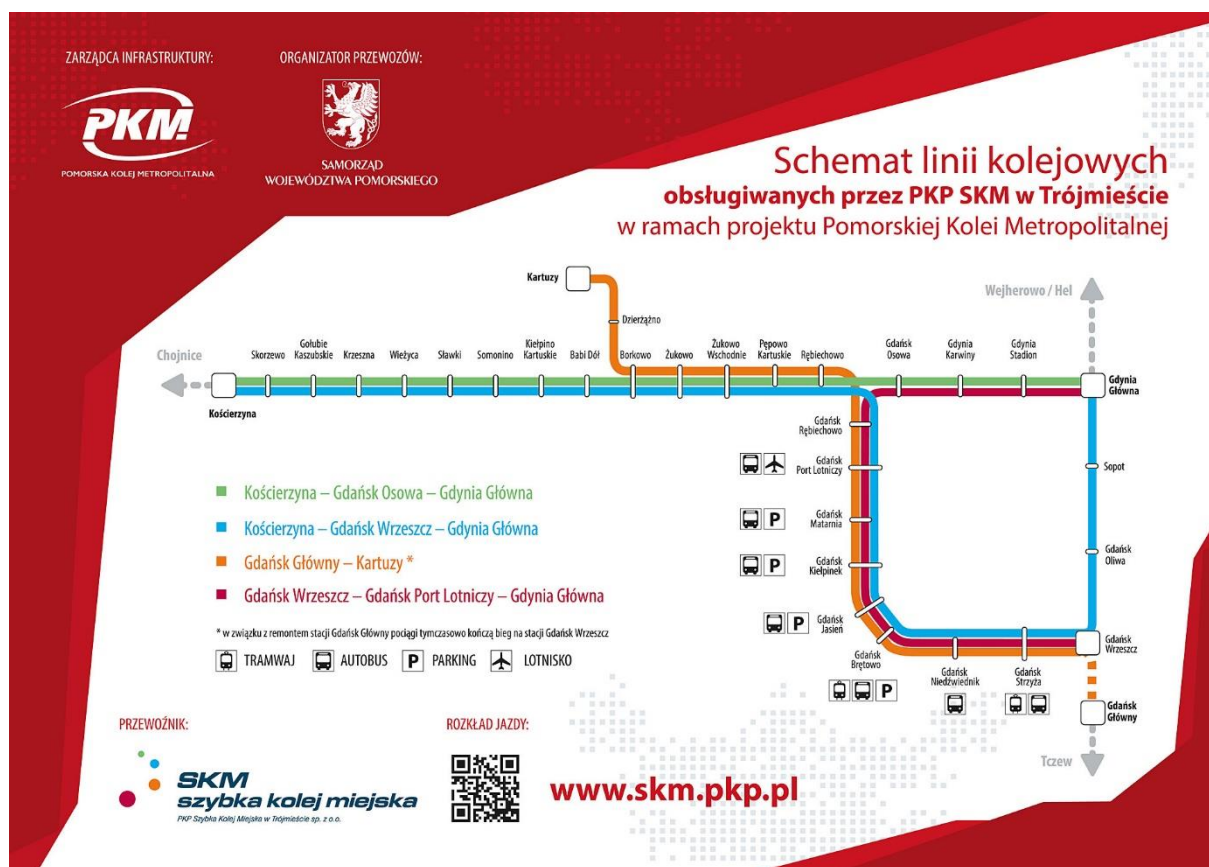 ZARZĄDCA INFRASTRUKTURY:
ORGANIZATOR PRZEWOZÓW:
PKM
POMORSKA KOLEJ METROPOLITALNA
SAMORZĄD
WOJEWÓDZTWA POMORSKIEGO
Schemat linii kolejowych
obsługiwanych przez PKP SKM w Trójmieście
w ramach projektu Pomorskiej Kolei Metropolitalnej
Kartuzy
Dzierżążno
Wejherowo / Hel
Chojnice
Kościerzyna
Skorzewo
Gołubie
Kaszubskie
Krzeszna
Wieżyca
Sławki
Somonino
Kiełpino
Kartuskie
Babi Dół
Borkowo
Żukowo
Żukowo
Wschodnie
Pępowo
Kartuskie
Rębiechowo
Gdańsk
Osowa
Gdynia
Karwiny
Gdynia
Stadion
Gdynia
Główna
Gdańsk
Rębiechowo
Gdańsk
Port Lotniczy
Gdańsk
Matarnia
P
Gdańsk
Kiełpinek
P
Gdańsk
Jasień
P
Gdańsk
Brętowo
P
Gdańsk
Niedźwiednik
Gdańsk
Strzyża
Sopot
Gdańsk
Oliwa
Gdańsk
Wrzeszcz
Gdańsk
Główny
Tczew
Kościerzyna – Gdańsk Osowa – Gdynia Główna
Kościerzyna – Gdańsk Wrzeszcz – Gdynia Główna
Gdańsk Główny – Kartuzy *
Gdańsk Wrzeszcz – Gdańsk Port Lotniczy – Gdynia Główna
* w związku z remontem stacji Gdańsk Główny pociągi tymczasowo kończą bieg na stacji Gdańsk Wrzeszcz
TRAMWAJ AUTOBUS P PARKING LOTNISKO
PRZEWOŹNIK:
SKM
szybka kolej miejska
PKP Szybka Kolej Miejska w Trójmieście sp. z o.o.
ROZKŁAD JAZDY:
www.skm.pkp.pl